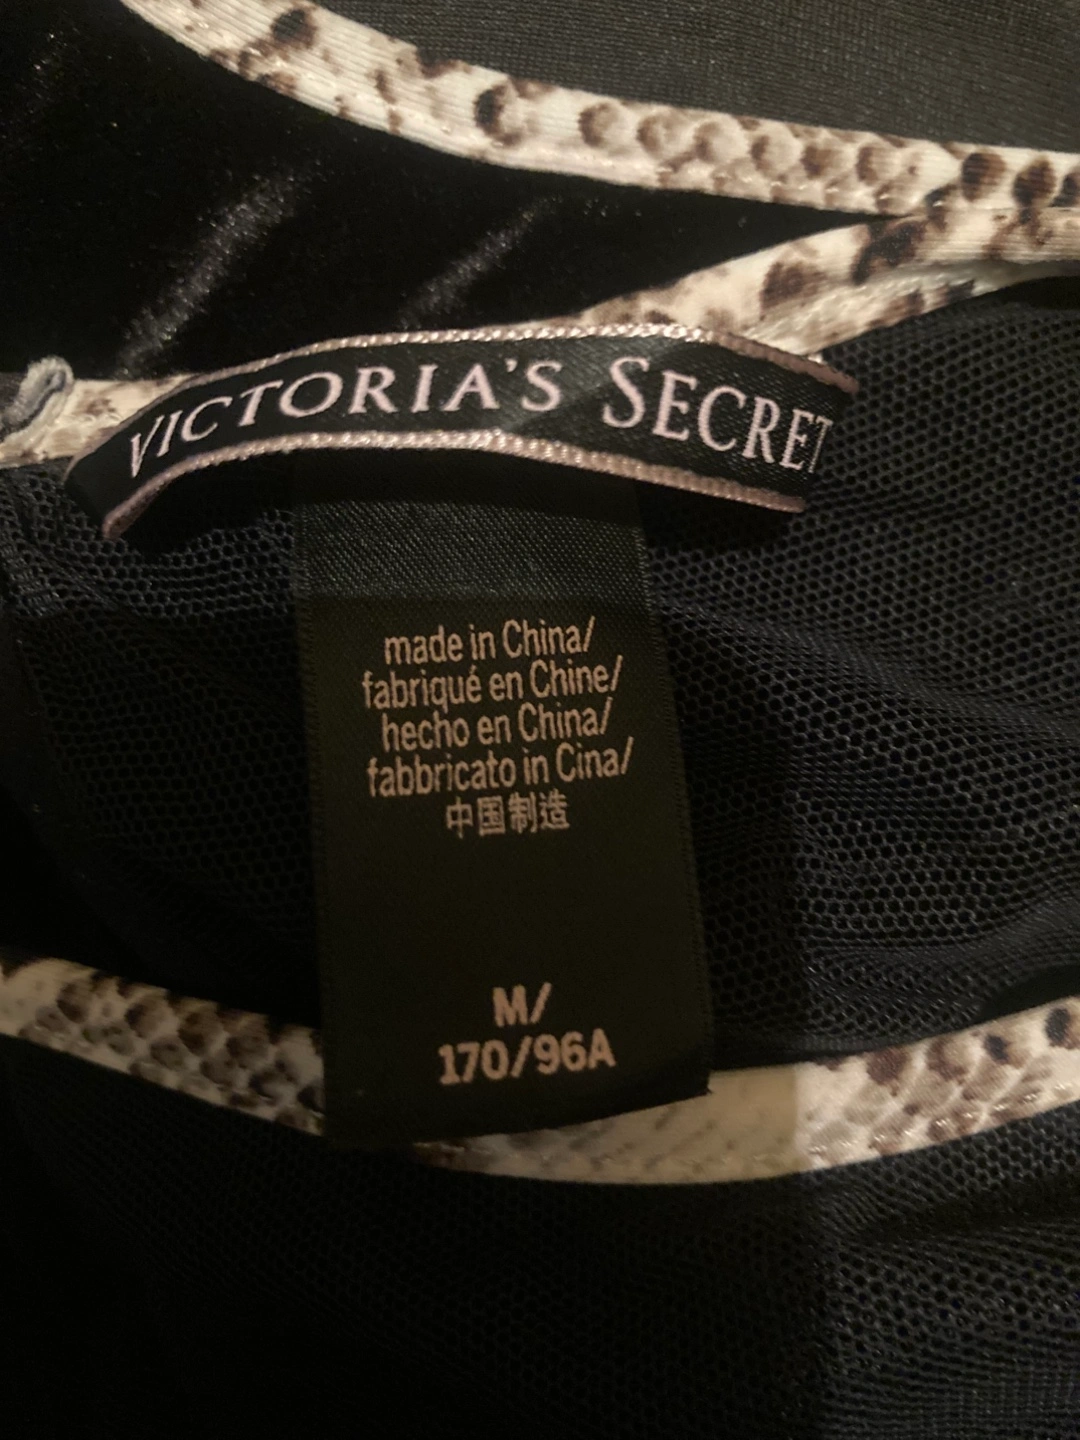 VICTORIA'S SECRET
made in China/
fabriqué en Chine/
hecho en China/
fabbricato in Cina/
中国制造
M/
170/96A